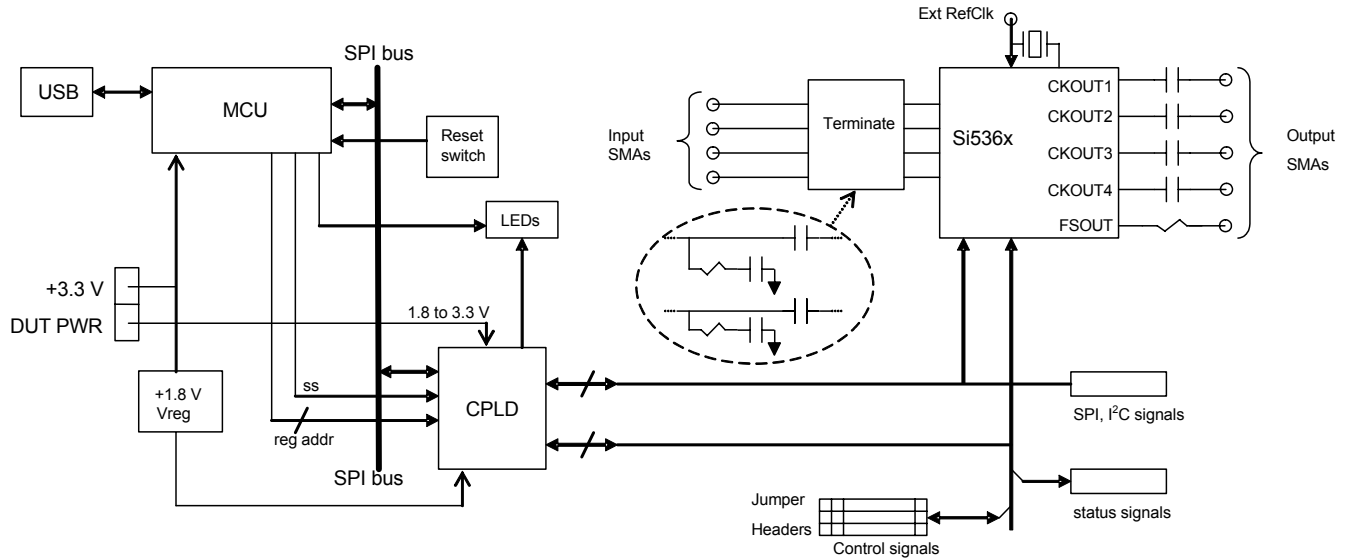 Ext RefClk
SPI bus
USB
MCU
CKOUT1
CKOUT2
CKOUT3
CKOUT4
FSOUT
Si536x
Input
SMAs
Terminate
Output
SMAs
Reset
switch
LEDs
+3.3 V
DUT PWR
1.8 to 3.3 V
+1.8 V
Vreg
ss
reg addr
CPLD
SPI bus
SPI, I²C signals
status signals
Jumper
Headers
Control signals